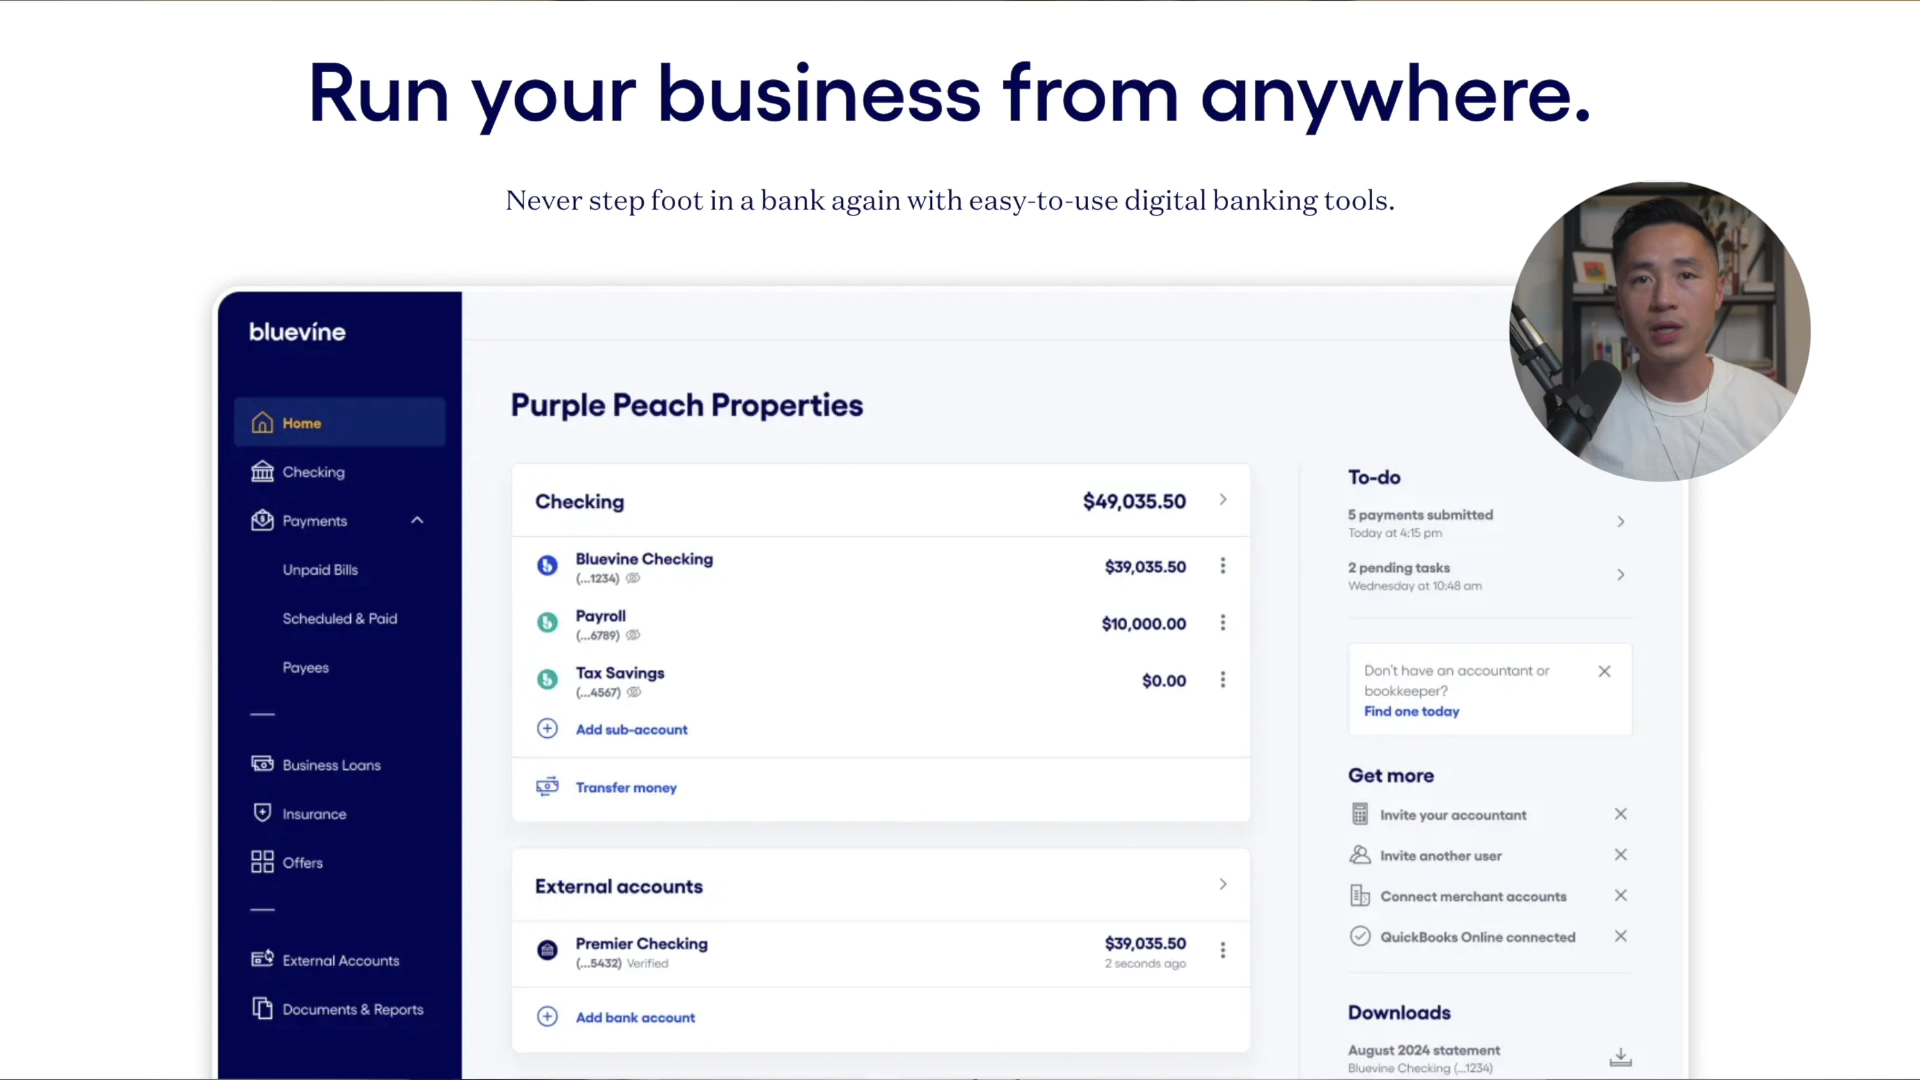 Run your business from anywhere.
Never step foot in a bank again with easy-to-use digital banking tools.
bluevine
Home
Checking
Payments
Unpaid Bills
Scheduled & Paid
Payees
Business Loans
Insurance
Offers
External Accounts
Documents & Reports
Purple Peach Properties
Checking $49,035.50
Bluevine Checking $39,035.50
(...1234)
Payroll $10,000.00
(...6789)
Tax Savings $0.00
(...4567)
Add sub-account
Transfer money
External accounts
Premier Checking $39,035.50
(...5432) Verified 2 seconds ago
Add bank account
To-do
5 payments submitted
Today at 4:15 pm
2 pending tasks
Wednesday at 10:48 am
Don't have an accountant or
bookkeeper?
Find one today
Get more
Invite your accountant
Invite another user
Connect merchant accounts
QuickBooks Online connected
Downloads
August 2024 statement
Bluevine Checking (...1234)